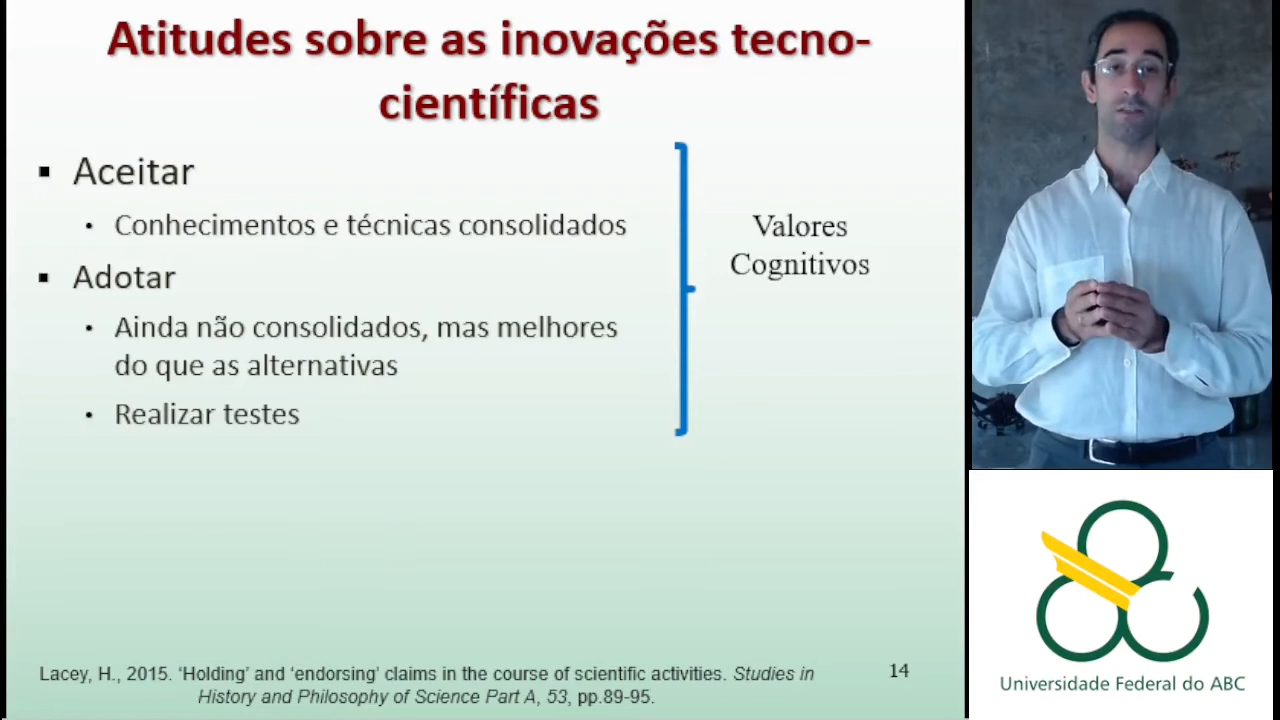 Atitudes sobre as inovações tecno-
científicas
▪ Aceitar
• Conhecimentos e técnicas consolidados
▪ Adotar
• Ainda não consolidados, mas melhores
do que as alternativas
• Realizar testes
Valores
Cognitivos
Lacey, H., 2015. ‘Holding’ and ‘endorsing’ claims in the course of scientific activities. Studies in
History and Philosophy of Science Part A, 53, pp.89-95.
14
Universidade Federal do ABC